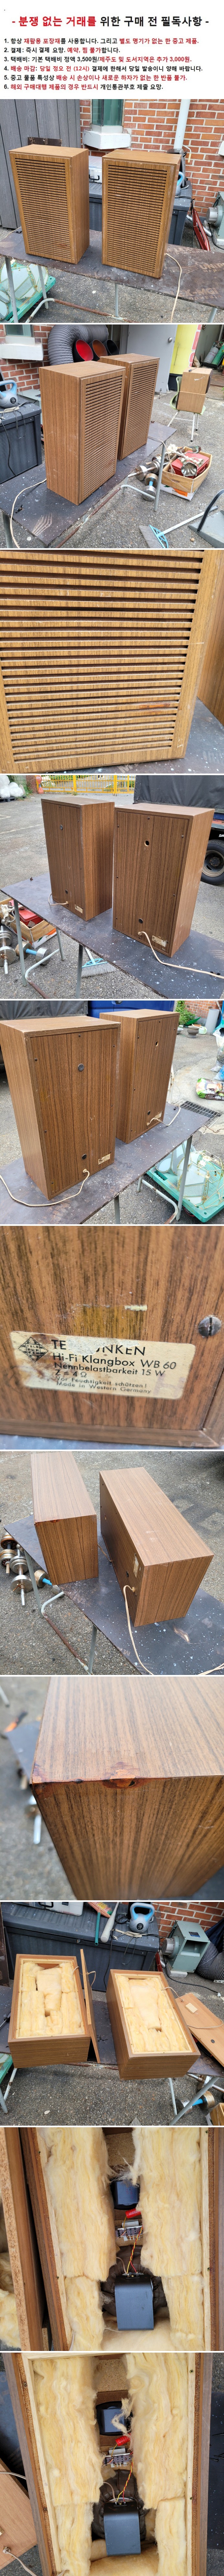 - 분쟁 없는 거래를 위한 구매 전 필독사항 -
1. 항상 재활용 포장재를 사용합니다. 그리고 별도 명기가 없는 한 중고 제품.
2. 결제: 즉시 결제 요망. 예약, 찜 불가합니다.
3. 택배비: 기본 택배비 정액 3,500원/제주도 및 도서지역은 추가 3,000원.
4. 배송 마감: 당일 정오 전 (12시) 결제에 한해서 당일 발송이니 양해 바랍니다.
5. 중고 물품 특성상 배송 시 손상이나 새로운 하자가 없는 한 반품 불가.
6. 해외 구매대행 제품의 경우 반드시 개인통관부호 제출 요망.
TE NKEN
Hi-Fi Klangbox WB 60
Nennbelastbarkeit 15 W
Feuchtigkeit schützen!
Made in Western Germany